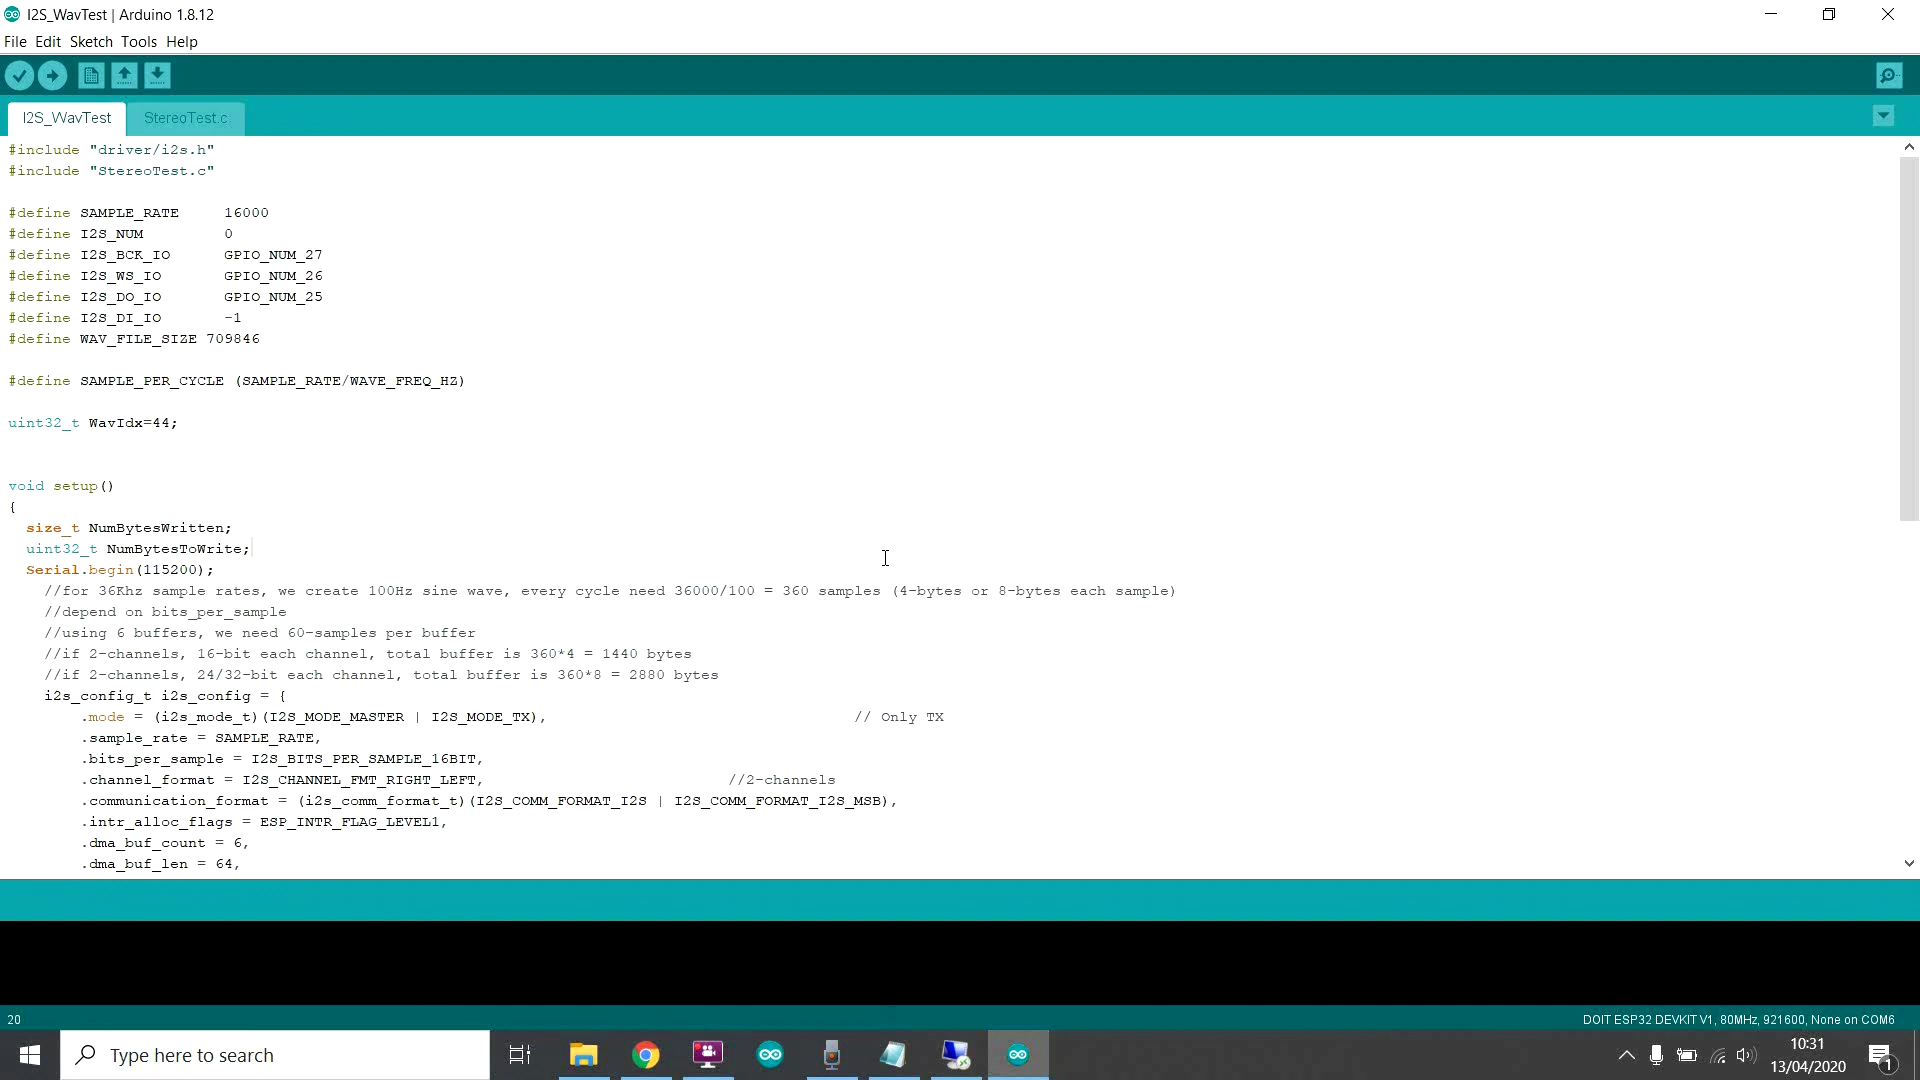 I2S_WavTest | Arduino 1.8.12
File Edit Sketch Tools Help
I2S_WavTest StereoTest.c
#include "driver/i2s.h"
#include "StereoTest.c"
#define SAMPLE_RATE     16000
#define I2S_NUM         0
#define I2S_BCK_IO      GPIO_NUM_27
#define I2S_WS_IO       GPIO_NUM_26
#define I2S_DO_IO       GPIO_NUM_25
#define I2S_DI_IO       -1
#define WAV_FILE_SIZE 709846
#define SAMPLE_PER_CYCLE (SAMPLE_RATE/WAVE_FREQ_HZ)
uint32_t WavIdx=44;
void setup()
{
size_t NumBytesWritten;
uint32_t NumBytesToWrite;
Serial.begin(115200);
//for 36Khz sample rates, we create 100Hz sine wave, every cycle need 36000/100 = 360 samples (4-bytes or 8-bytes each sample)
//depend on bits_per_sample
//using 6 buffers, we need 60-samples per buffer
//if 2-channels, 16-bit each channel, total buffer is 360*4 = 1440 bytes
//if 2-channels, 24/32-bit each channel, total buffer is 360*8 = 2880 bytes
i2s_config_t i2s_config = {
.mode = (i2s_mode_t)(I2S_MODE_MASTER | I2S_MODE_TX), // Only TX
.sample_rate = SAMPLE_RATE,
.bits_per_sample = I2S_BITS_PER_SAMPLE_16BIT,
.channel_format = I2S_CHANNEL_FMT_RIGHT_LEFT, //2-channels
.communication_format = (i2s_comm_format_t)(I2S_COMM_FORMAT_I2S | I2S_COMM_FORMAT_I2S_MSB),
.intr_alloc_flags = ESP_INTR_FLAG_LEVEL1,
.dma_buf_count = 6,
.dma_buf_len = 64,
20 DOIT ESP32 DEVKIT V1, 80MHz, 921600, None on COM6
Type here to search
10:31
13/04/2020
1